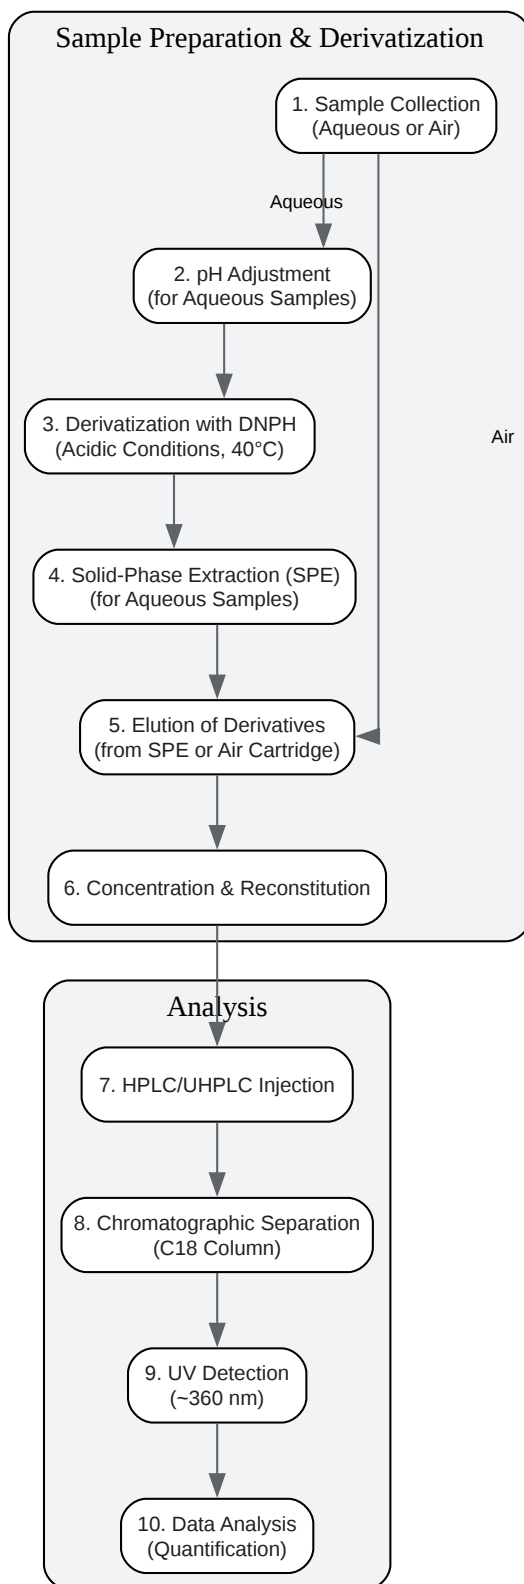 Sample Preparation & Derivatization
1. Sample Collection
(Aqueous or Air)
Aqueous
2. pH Adjustment
(for Aqueous Samples)
3. Derivatization with DNPH
(Acidic Conditions, 40°C)
Air
4. Solid-Phase Extraction (SPE)
(for Aqueous Samples)
5. Elution of Derivatives
(from SPE or Air Cartridge)
6. Concentration & Reconstitution
Analysis
7. HPLC/UHPLC Injection
8. Chromatographic Separation
(C18 Column)
9. UV Detection
(~360 nm)
10. Data Analysis
(Quantification)